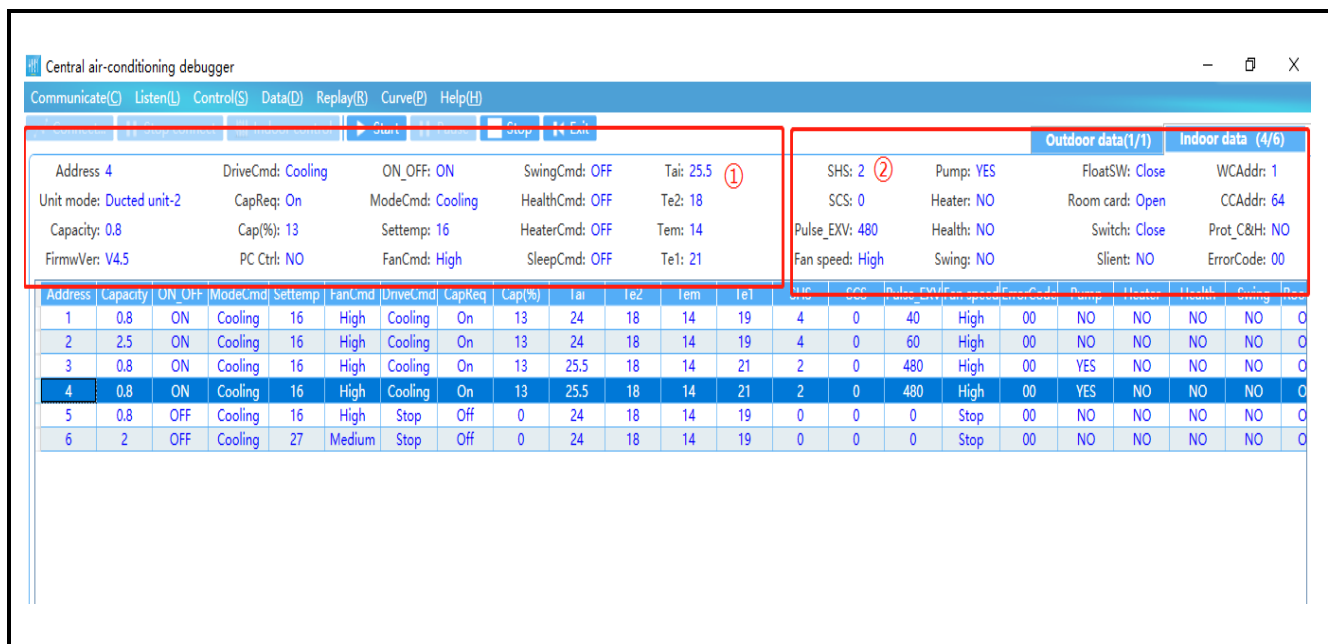 Central air-conditioning debugger
Communicate(C) Listen(L) Control(S) Data(D) Replay(R) Curve(P) Help(H)
Connect... Stop connect Indoor control Start Pause Stop Exit
Outdoor data(1/1) Indoor data (4/6)
Address 4 DriveCmd: Cooling ON_OFF: ON SwingCmd: OFF Tai: 25.5 ① SHS: 2 ② Pump: YES FloatSW: Close WCAddr: 1
Unit mode: Ducted unit-2 CapReq: On ModeCmd: Cooling HealthCmd: OFF Te2: 18 SCS: 0 Heater: NO Room card: Open CCAddr: 64
Capacity: 0.8 Cap(%): 13 Settemp: 16 HeaterCmd: OFF Tem: 14 Pulse_EXV: 480 Health: NO Switch: Close Prot_C&H: NO
FirmwVer: V4.5 PC Ctrl: NO FanCmd: High SleepCmd: OFF Te1: 21 Fan speed: High Swing: NO Slient: NO ErrorCode: 00
Address Capacity ON_OFF ModeCmd Settemp FanCmd DriveCmd CapReq Cap(%) Tai Te2 Tem Te1 SHS SCS Pulse_EXV Fan speed ErrorCode Pump Heater Health Swing
1 0.8 ON Cooling 16 High Cooling On 13 24 18 14 19 4 0 40 High 00 NO NO NO NO O
2 2.5 ON Cooling 16 High Cooling On 13 24 18 14 19 4 0 60 High 00 NO NO NO NO O
3 0.8 ON Cooling 16 High Cooling On 13 25.5 18 14 21 2 0 480 High 00 YES NO NO NO O
4 0.8 ON Cooling 16 High Cooling On 13 25.5 18 14 21 2 0 480 High 00 YES NO NO NO O
5 0.8 OFF Cooling 16 High Stop Off 0 24 18 14 19 0 0 0 Stop 00 NO NO NO NO O
6 2 OFF Cooling 27 Medium Stop Off 0 24 18 14 19 0 0 0 Stop 00 NO NO NO NO O